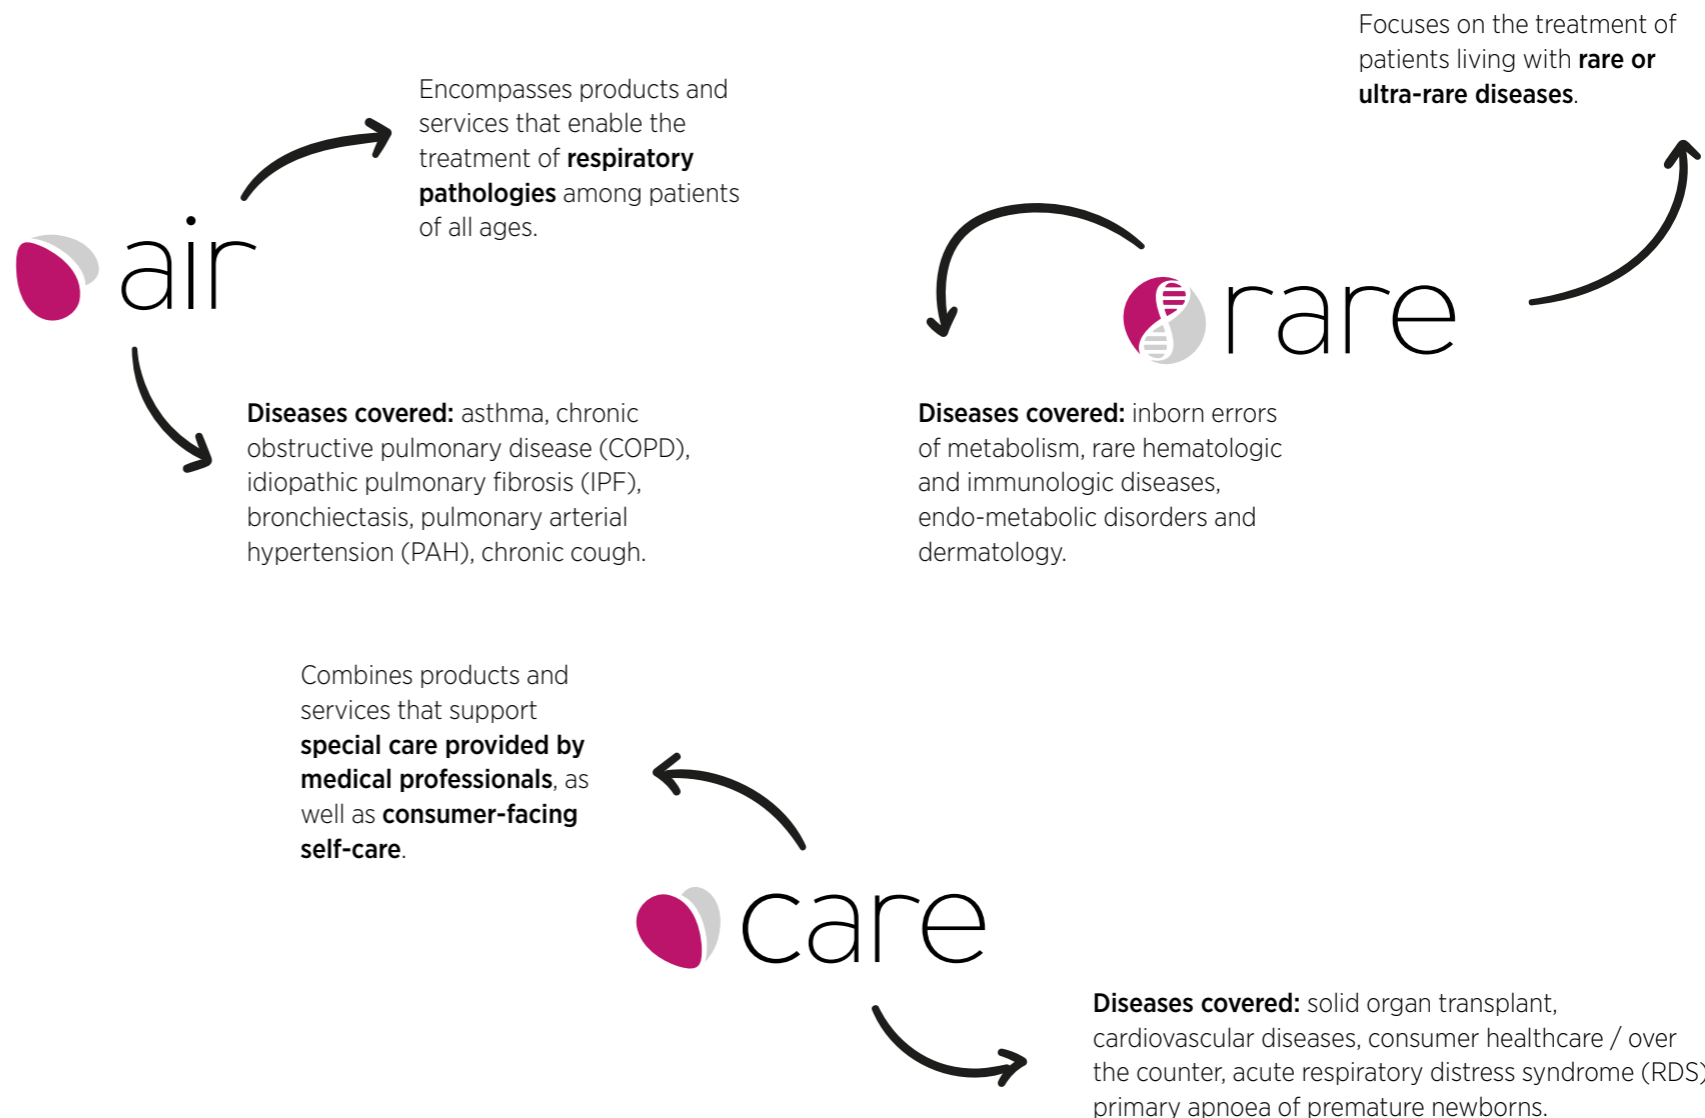 Encompasses products and
services that enable the
treatment of respiratory
pathologies among patients
of all ages.
air
Diseases covered: asthma, chronic
obstructive pulmonary disease (COPD),
idiopathic pulmonary fibrosis (IPF),
bronchiectasis, pulmonary arterial
hypertension (PAH), chronic cough.
Focuses on the treatment of
patients living with rare or
ultra-rare diseases.
rare
Diseases covered: inborn errors
of metabolism, rare hematologic
and immunologic diseases,
endo-metabolic disorders and
dermatology.
Combines products and
services that support
special care provided by
medical professionals, as
well as consumer-facing
self-care.
care
Diseases covered: solid organ transplant,
cardiovascular diseases, consumer healthcare / over
the counter, acute respiratory distress syndrome (RDS)
primary apnoea of premature newborns.